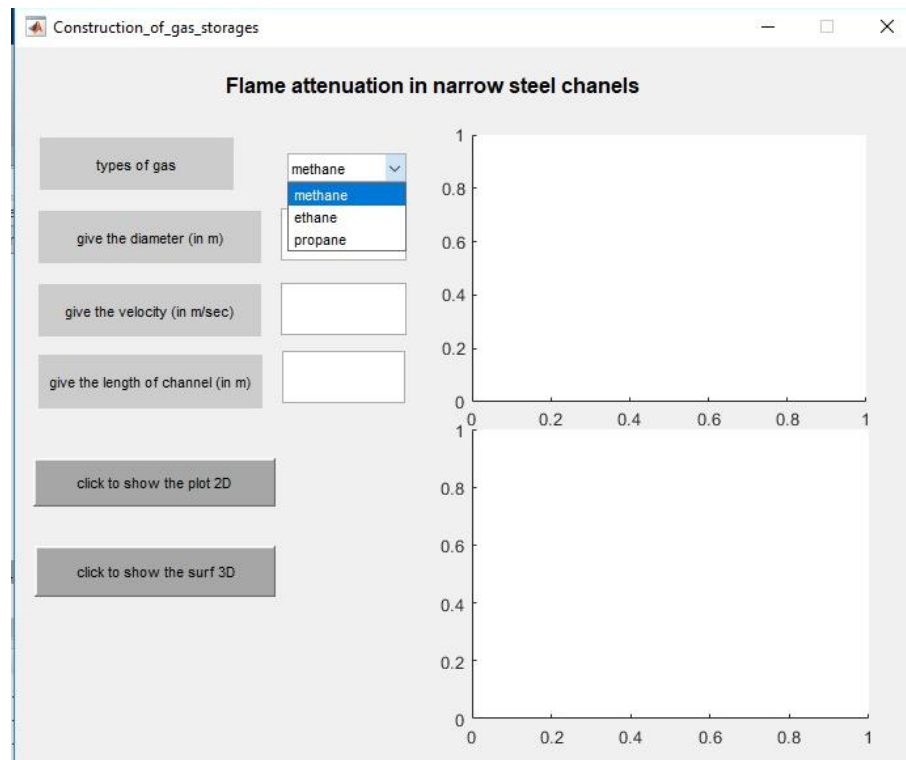 Construction_of_gas_storages
Flame attenuation in narrow steel chanels
types of gas
methane
methane
ethane
propane
give the diameter (in m)
give the velocity (in m/sec)
give the length of channel (in m)
click to show the plot 2D
click to show the surf 3D
1
0.8
0.6
0.4
0.2
0
0 0.2 0.4 0.6 0.8 1
1
0.8
0.6
0.4
0.2
0
0 0.2 0.4 0.6 0.8 1